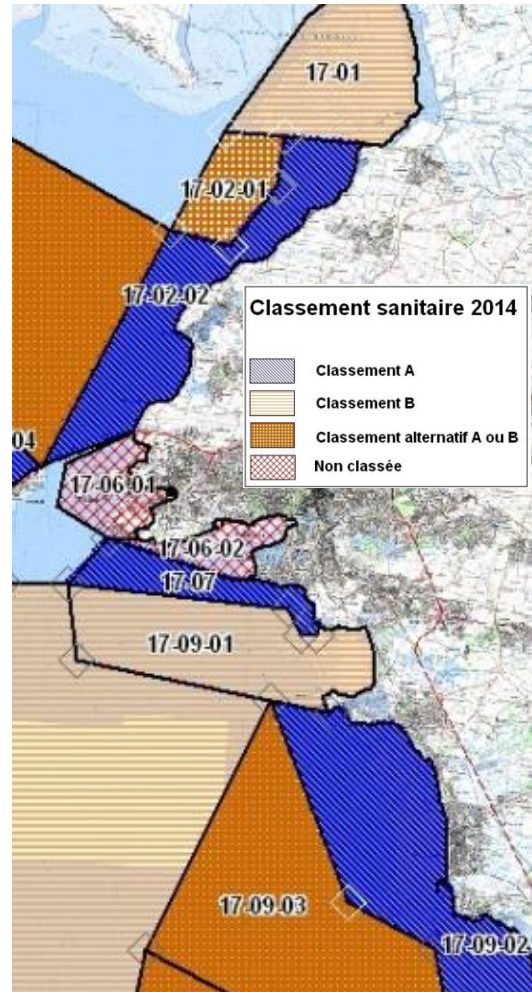 17-01
17-02-01
17-02-02
Classement sanitaire 2014
Classement A
Classement B
Classement alternatif A ou B
Non classée
04
17-06-01
17-06-02
17-07
17-09-01
17-09-03
17-09-02